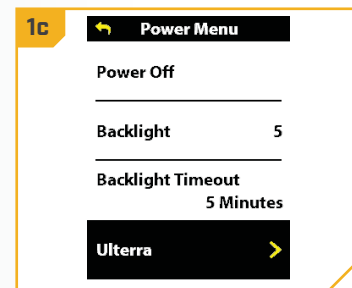 1c
Power Menu
Power Off
Backlight 5
Backlight Timeout
5 Minutes
Ulterra